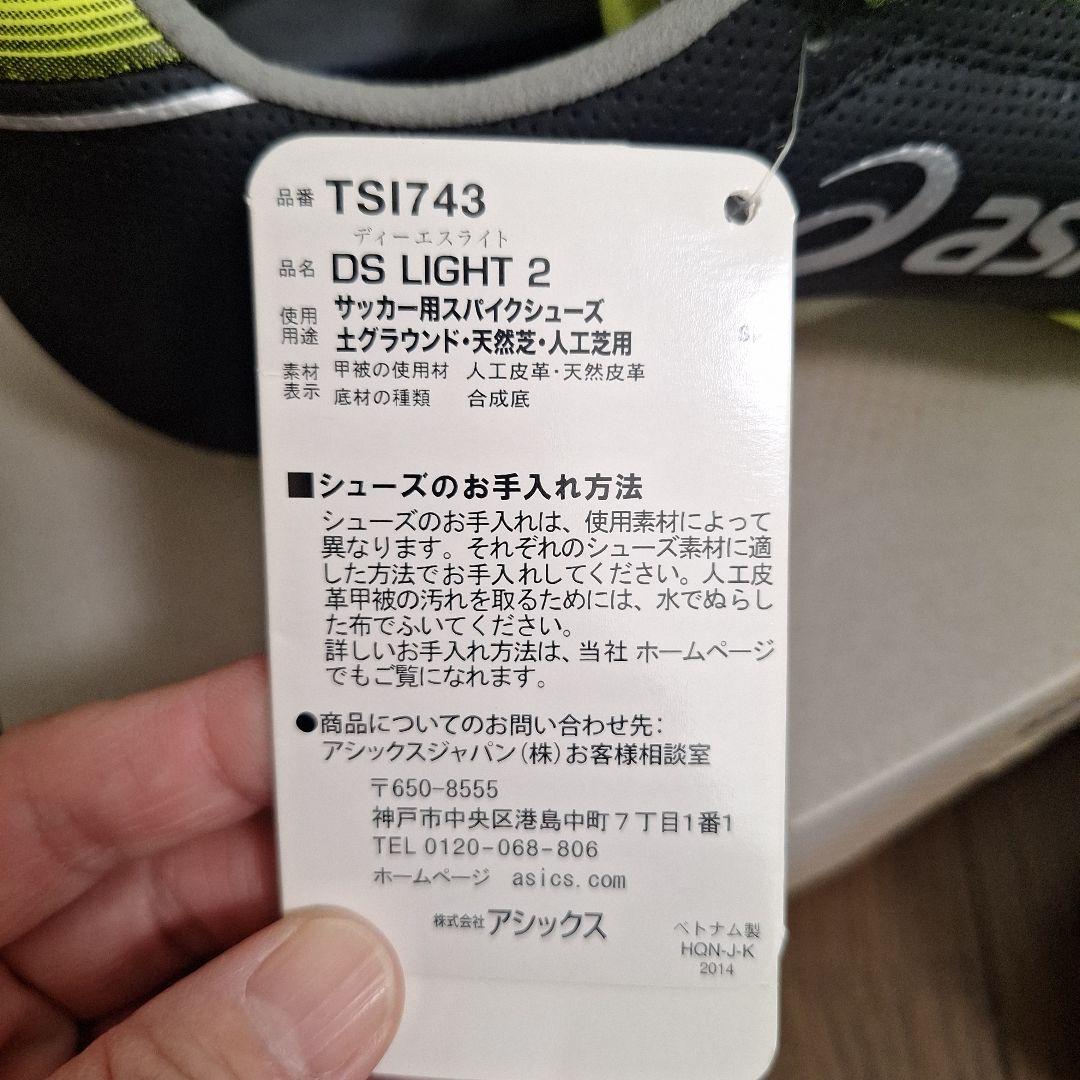 品番 TSI743
ディーエスライト
品名 DS LIGHT 2
使用用途 サッカー用スパイクシューズ
土グラウンド・天然芝・人工芝用
素材表示 甲被の使用材 人工皮革・天然皮革
底材の種類 合成底
■シューズのお手入れ方法
シューズのお手入れは、使用素材によって
異なります。それぞれのシューズ素材に適
した方法でお手入れしてください。人工皮
革甲被の汚れを取るためには、水でぬらし
た布でふいてください。
詳しいお手入れ方法は、当社 ホームページ
でもご覧になれます。
●商品についてのお問い合わせ先：
アシックスジャパン（株）お客様相談室
〒650-8555
神戸市中央区港島中町７丁目1番1
TEL 0120-068-806
ホームページ asics.com
株式会社アシックス
ベトナム製
HQN-J-K
2014